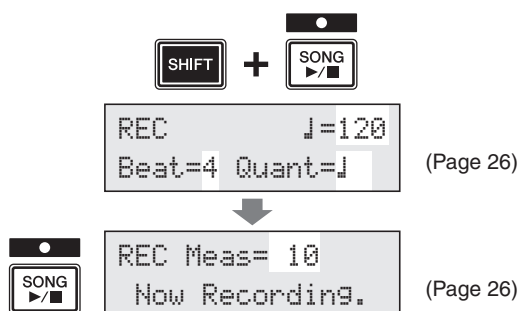 SHIFT + SONG ▶/■
REC ♩=120
Beat=4 Quant=♩
(Page 26)
SONG ▶/■
REC Meas= 10
Now Recording.
(Page 26)